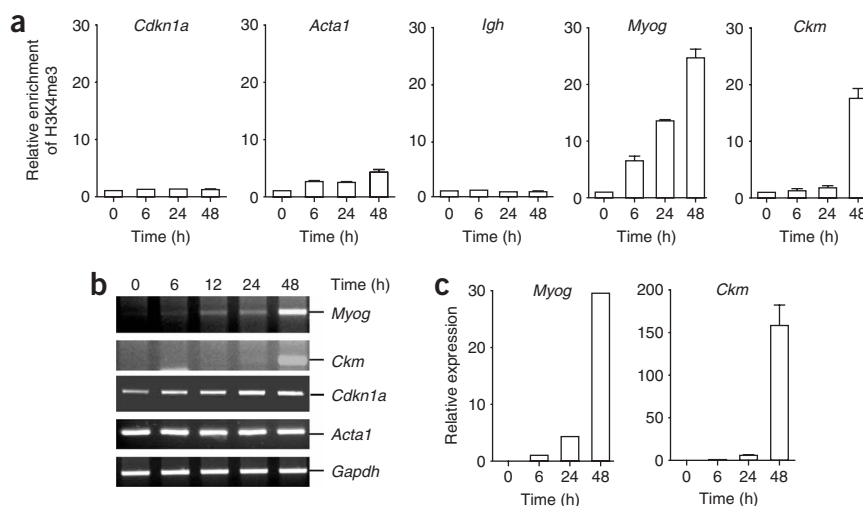 a
Cdkn1a Acta1 Igh Myog Ckm
Relative enrichment
of H3K4me3
30 30 30 30 30
20 20 20 20 20
10 10 10 10 10
0 0 0 0 0
0 6 24 48 0 6 24 48 0 6 24 48 0 6 24 48 0 6 24 48
Time (h) Time (h) Time (h) Time (h) Time (h)
b
0 6 12 24 48 Time (h)
Myog
Ckm
Cdkn1a
Acta1
Gapdh
c
Myog Ckm
Relative expression
30 200
20 150
100
10 50
0 0
0 6 24 48 0 6 24 48
Time (h) Time (h)